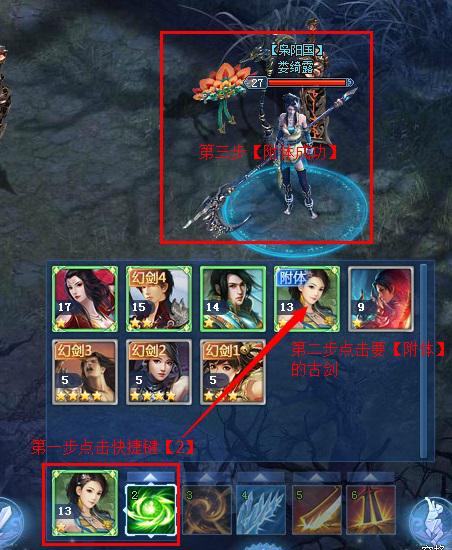 【枭阳国】
娄绮露
27
第三步【附体成功】
17
幻剑4
15
14
附体
13
9
幻剑3
5
幻剑2
5
幻剑1
5
第二步点击要【附体】
的古剑
第一步点击快捷键【2】
13
2
3
4
5
6